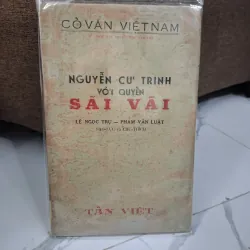 CỔ VĂN VIỆT NAM
NGUYỄN CƯ TRINH
VỚI QUYỂN
SÃI VÃI
LÊ NGỌC TRỤ — PHẠM VĂN LUẬT
TÂN VIỆT